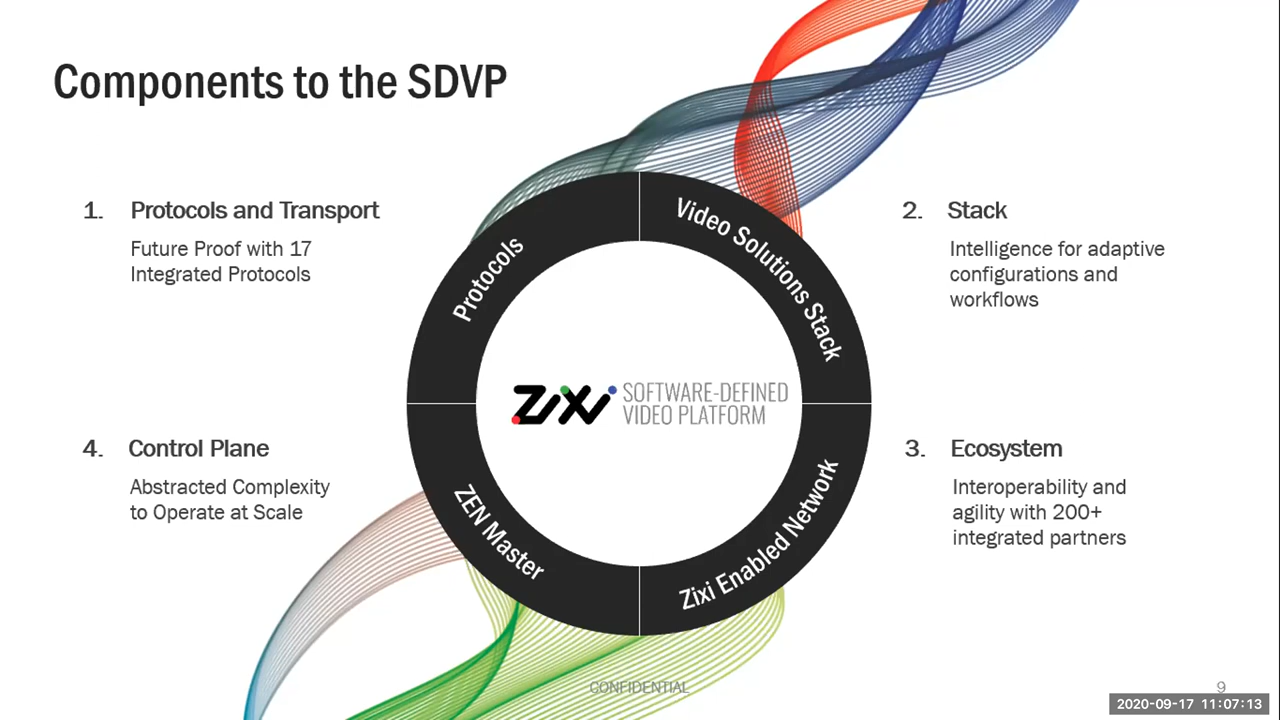 Components to the SDVP
1. Protocols and Transport
Future Proof with 17
Integrated Protocols
2. Stack
Intelligence for adaptive
configurations and
workflows
Protocols
Video Solutions Stack
Zixi SOFTWARE-DEFINED
VIDEO PLATFORM
ZEN Master
Zixi Enabled Network
4. Control Plane
Abstracted Complexity
to Operate at Scale
3. Ecosystem
Interoperability and
agility with 200+
integrated partners
CONFIDENTIAL
9
2020-09-17 11:07:13